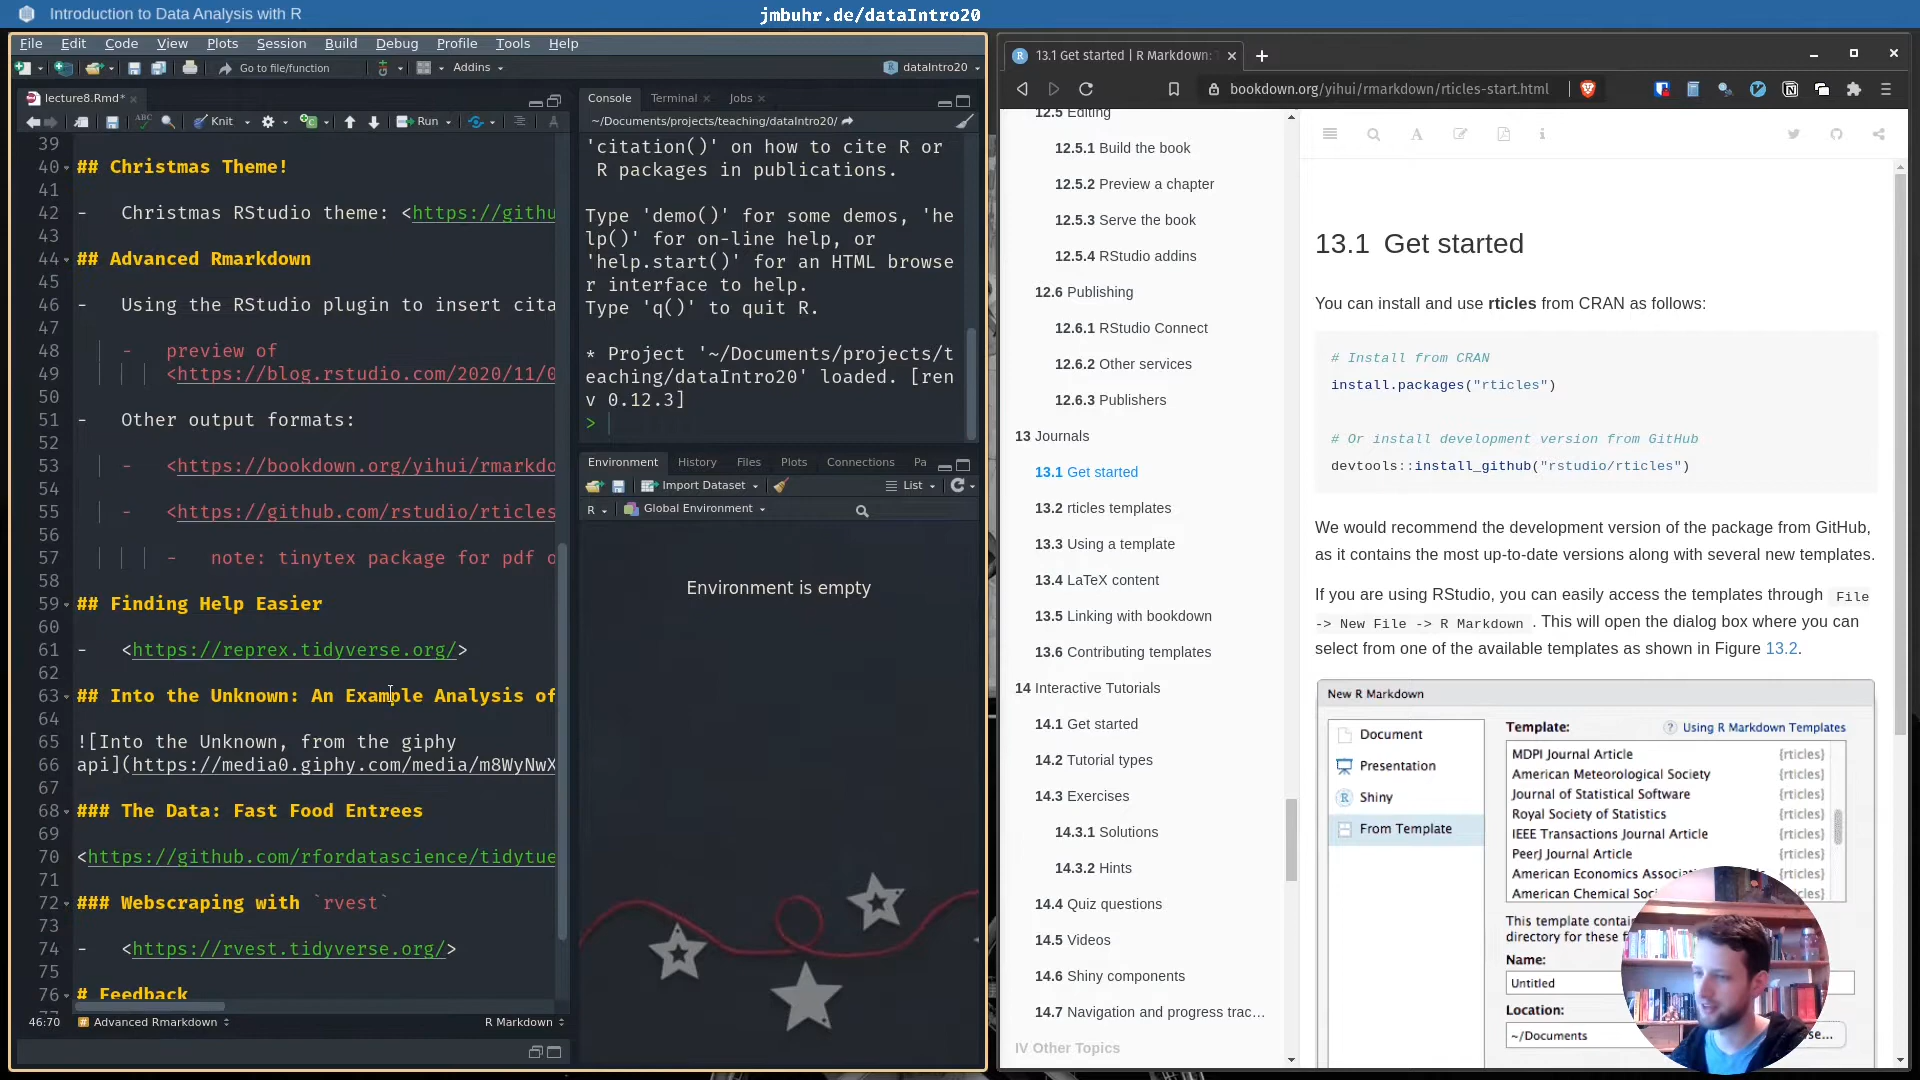 Introduction to Data Analysis with R
jmbuhr.de/dataIntro20
File Edit Code View Plots Session Build Debug Profile Tools Help
Go to file/function
Addins
dataIntro20
lecture8.Rmd*
Knit
Run
39
40 ## Christmas Theme!
41
42 - Christmas RStudio theme: <https://githu
43
44 ## Advanced Rmarkdown
45
46 - Using the RStudio plugin to insert cita
47
48 - preview of
49 <https://blog.rstudio.com/2020/11/0
50
51 - Other output formats:
52
53 - <https://bookdown.org/yihui/rmarkdo
54
55 - <https://github.com/rstudio/rticles
56
57 - note: tinytex package for pdf o
58
59 ## Finding Help Easier
60
61 - <https://reprex.tidyverse.org/>
62
63 ## Into the Unknown: An Example Analysis of
64
65 ![Into the Unknown, from the giphy
66 api](https://media0.giphy.com/media/m8WyNwX
67
68 ### The Data: Fast Food Entrees
69
70 <https://github.com/rfordatascience/tidytue
71
72 ### Webscraping with `rvest`
73
74 - <https://rvest.tidyverse.org/>
75
76 # Feedback
46:70 # Advanced Rmarkdown
R Markdown
Console Terminal Jobs
~/Documents/projects/teaching/dataIntro20/
'citation()' on how to cite R or
R packages in publications.
Type 'demo()' for some demos, 'he
lp()' for on-line help, or
'help.start()' for an HTML browse
r interface to help.
Type 'q()' to quit R.
* Project '~/Documents/projects/t
eaching/dataIntro20' loaded. [ren
v 0.12.3]
>
Environment History Files Plots Connections Pa
Import Dataset
List
R
Global Environment
Environment is empty
13.1 Get started | R Markdown:
bookdown.org/yihui/rmarkdown/rticles-start.html
12.5 Editing
12.5.1 Build the book
12.5.2 Preview a chapter
12.5.3 Serve the book
12.5.4 RStudio addins
12.6 Publishing
12.6.1 RStudio Connect
12.6.2 Other services
12.6.3 Publishers
13 Journals
13.1 Get started
13.2 rticles templates
13.3 Using a template
13.4 LaTeX content
13.5 Linking with bookdown
13.6 Contributing templates
14 Interactive Tutorials
14.1 Get started
14.2 Tutorial types
14.3 Exercises
14.3.1 Solutions
14.3.2 Hints
14.4 Quiz questions
14.5 Videos
14.6 Shiny components
14.7 Navigation and progress trac…
IV Other Topics
13.1 Get started
You can install and use rticles from CRAN as follows:
# Install from CRAN
install.packages("rticles")
# Or install development version from GitHub
devtools::install_github("rstudio/rticles")
We would recommend the development version of the package from GitHub,
as it contains the most up-to-date versions along with several new templates.
If you are using RStudio, you can easily access the templates through File
-> New File -> R Markdown . This will open the dialog box where you can
select from one of the available templates as shown in Figure 13.2.
New R Markdown
Document
Presentation
Shiny
From Template
Template:
Using R Markdown Templates
MDPI Journal Article {rticles}
American Meteorological Society {rticles}
Journal of Statistical Software {rticles}
Royal Society of Statistics {rticles}
IEEE Transactions Journal Article {rticles}
PeerJ Journal Article {rticles}
American Economics Associat {rticles}
American Chemical Soc {rticles}
This template contai
directory for these f
Name:
Untitled
Location:
~/Documents